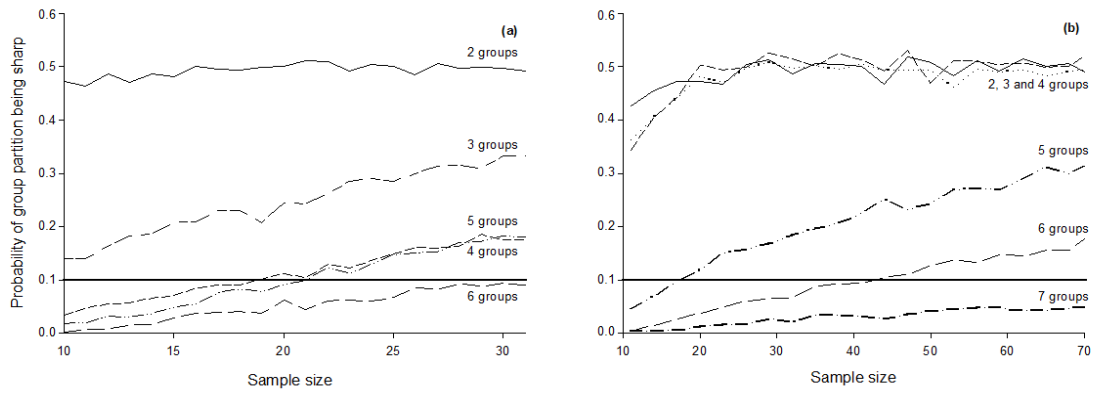 Probability of group partition being sharp
0.6
0.5
0.4
0.3
0.2
0.1
0.0
(a)
2 groups
3 groups
5 groups
4 groups
6 groups
10
15
20
25
30
Sample size
0.6
0.5
0.4
0.3
0.2
0.1
0.0
(b)
2, 3 and 4 groups
5 groups
6 groups
7 groups
10
20
30
40
50
60
70
Sample size